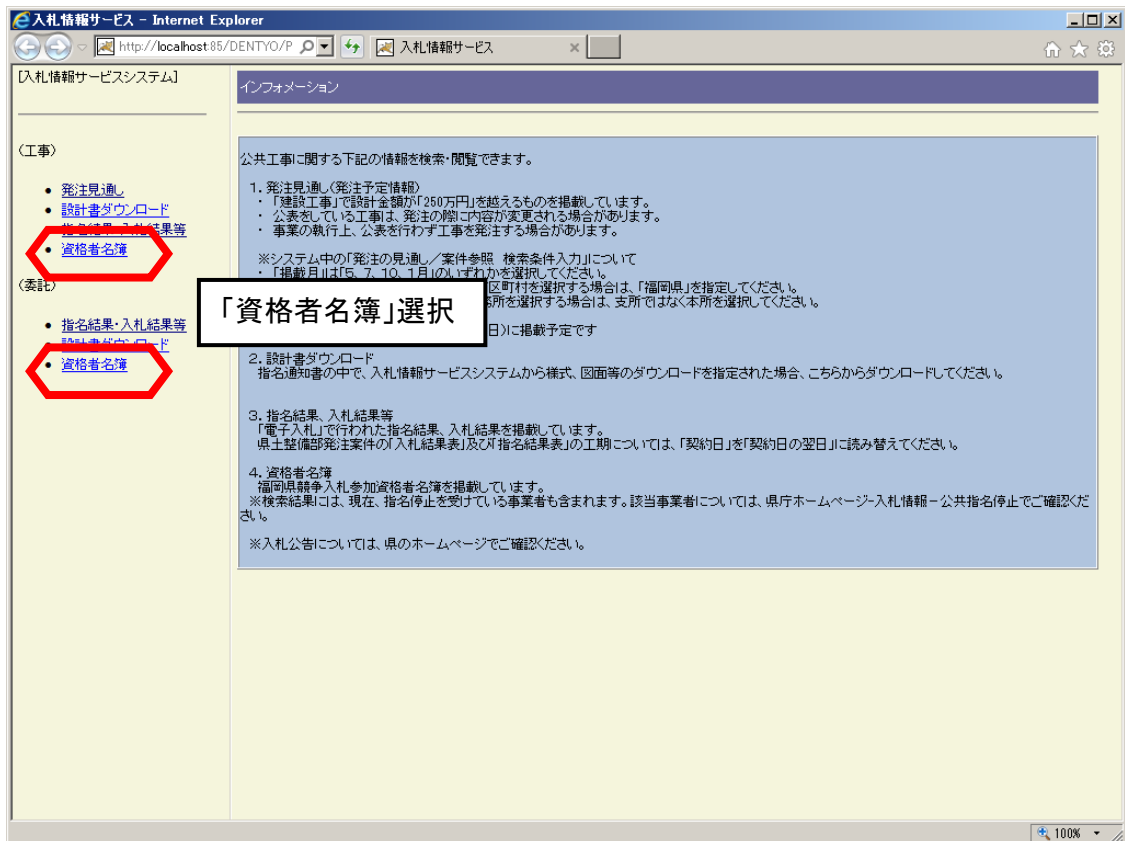 入札情報サービス - Internet Explorer
http://localhost:85/DENTYO/P
入札情報サービス
[入札情報サービスシステム]
インフォメーション
(工事)
発注見通し
設計書ダウンロード
指名結果・入札結果等
資格者名簿
(委託)
指名結果・入札結果等
設計書ダウンロード
資格者名簿
「資格者名簿」選択
公共工事に関する下記の情報を検索・閲覧できます。
1. 発注見通し(発注予定情報)
・ 「建設工事」で設計金額が「250万円」を越えるものを掲載しています。
・ 公表をしている工事は、発注の際に内容が変更される場合があります。
・ 事業の執行上、公表を行わず工事を発注する場合があります。
※システム中の「発注の見通し/案件参照 検索条件入力」について
・ 「掲載月」は「5、7、10、1月」のいずれかを選択してください。
区町村を選択する場合は、「福岡県」を指定してください。
所を選択する場合は、支所ではなく本所を選択してください。
日)に掲載予定です
2. 設計書ダウンロード
指名通知書の中で、入札情報サービスシステムから様式、図面等のダウンロードを指定された場合、こちらからダウンロードしてください。
3. 指名結果、入札結果等
「電子入札」で行われた指名結果、入札結果を掲載しています。
県土整備部発注案件の「入札結果表」及び「指名結果表」の工期については、「契約日」を「契約日の翌日」に読み替えてください。
4. 資格者名簿
福岡県競争入札参加資格者名簿を掲載しています。
※検索結果には、現在、指名停止を受けている事業者も含まれます。該当事業者については、県庁ホームページ-入札情報-公共指名停止でご確認くだ
さい。
※入札公告については、県のホームページでご確認ください。
100%